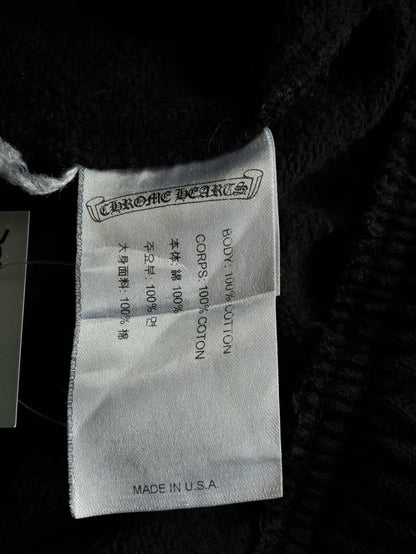 CHROME HEARTS
BODY: 100% COTTON
CORPS: 100% COTON
本体: 綿 100%
주요부: 100% 면
大身面料: 100% 棉
MADE IN U.S.A.